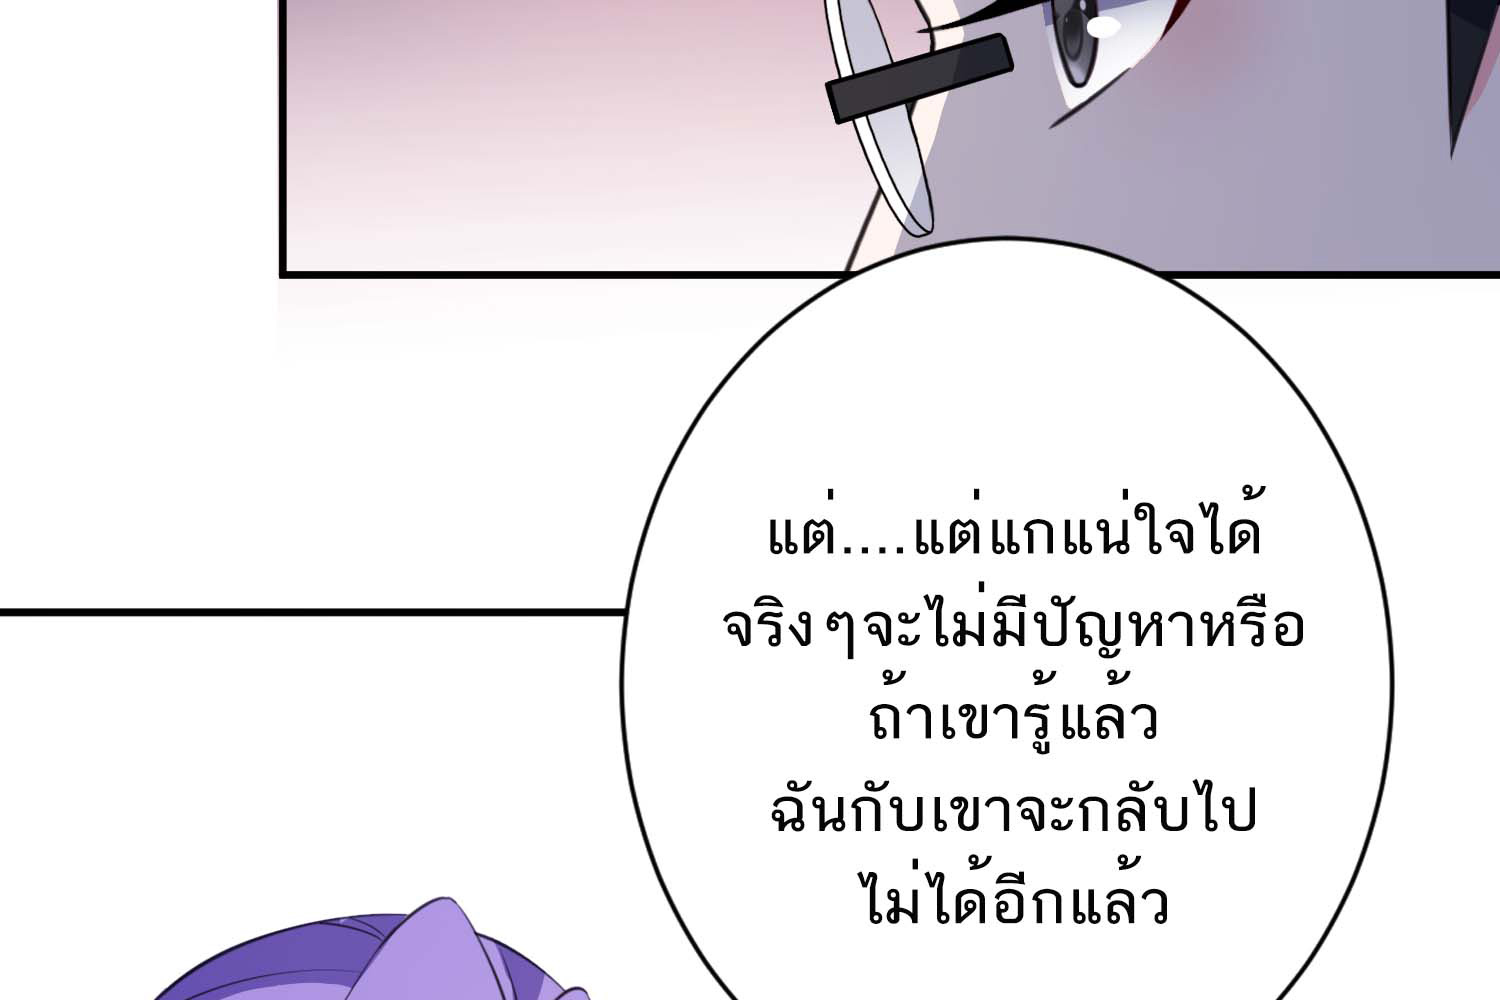 แต่....แต่แกแน่ใจได้
จริงๆจะไม่มีปัญหาหรือ
ถ้าเขารู้แล้ว
ฉันกับเขาจะกลับไป
ไม่ได้อีกแล้ว